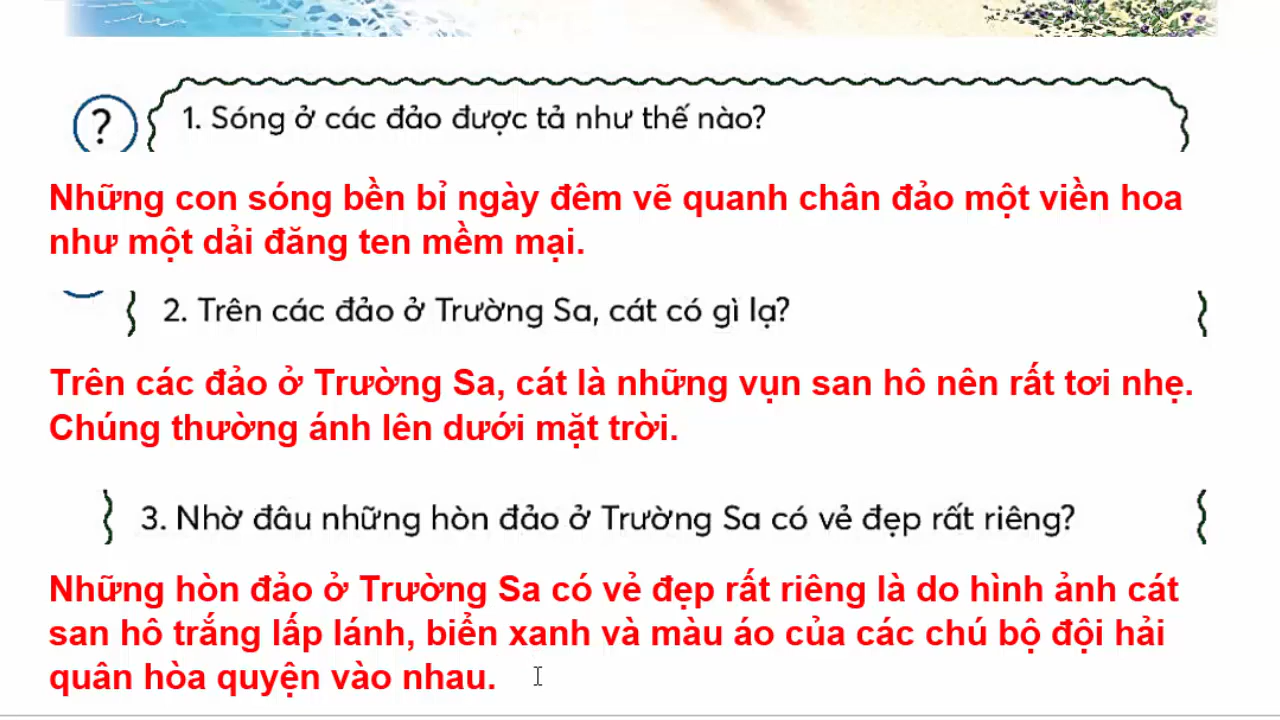 ?
1. Sóng ở các đảo được tả như thế nào?
Những con sóng bền bỉ ngày đêm vẽ quanh chân đảo một viền hoa
như một dải đăng ten mềm mại.
2. Trên các đảo ở Trường Sa, cát có gì lạ?
Trên các đảo ở Trường Sa, cát là những vụn san hô nên rất tơi nhẹ.
Chúng thường ánh lên dưới mặt trời.
3. Nhờ đâu những hòn đảo ở Trường Sa có vẻ đẹp rất riêng?
Những hòn đảo ở Trường Sa có vẻ đẹp rất riêng là do hình ảnh cát
san hô trắng lấp lánh, biển xanh và màu áo của các chú bộ đội hải
quân hòa quyện vào nhau.